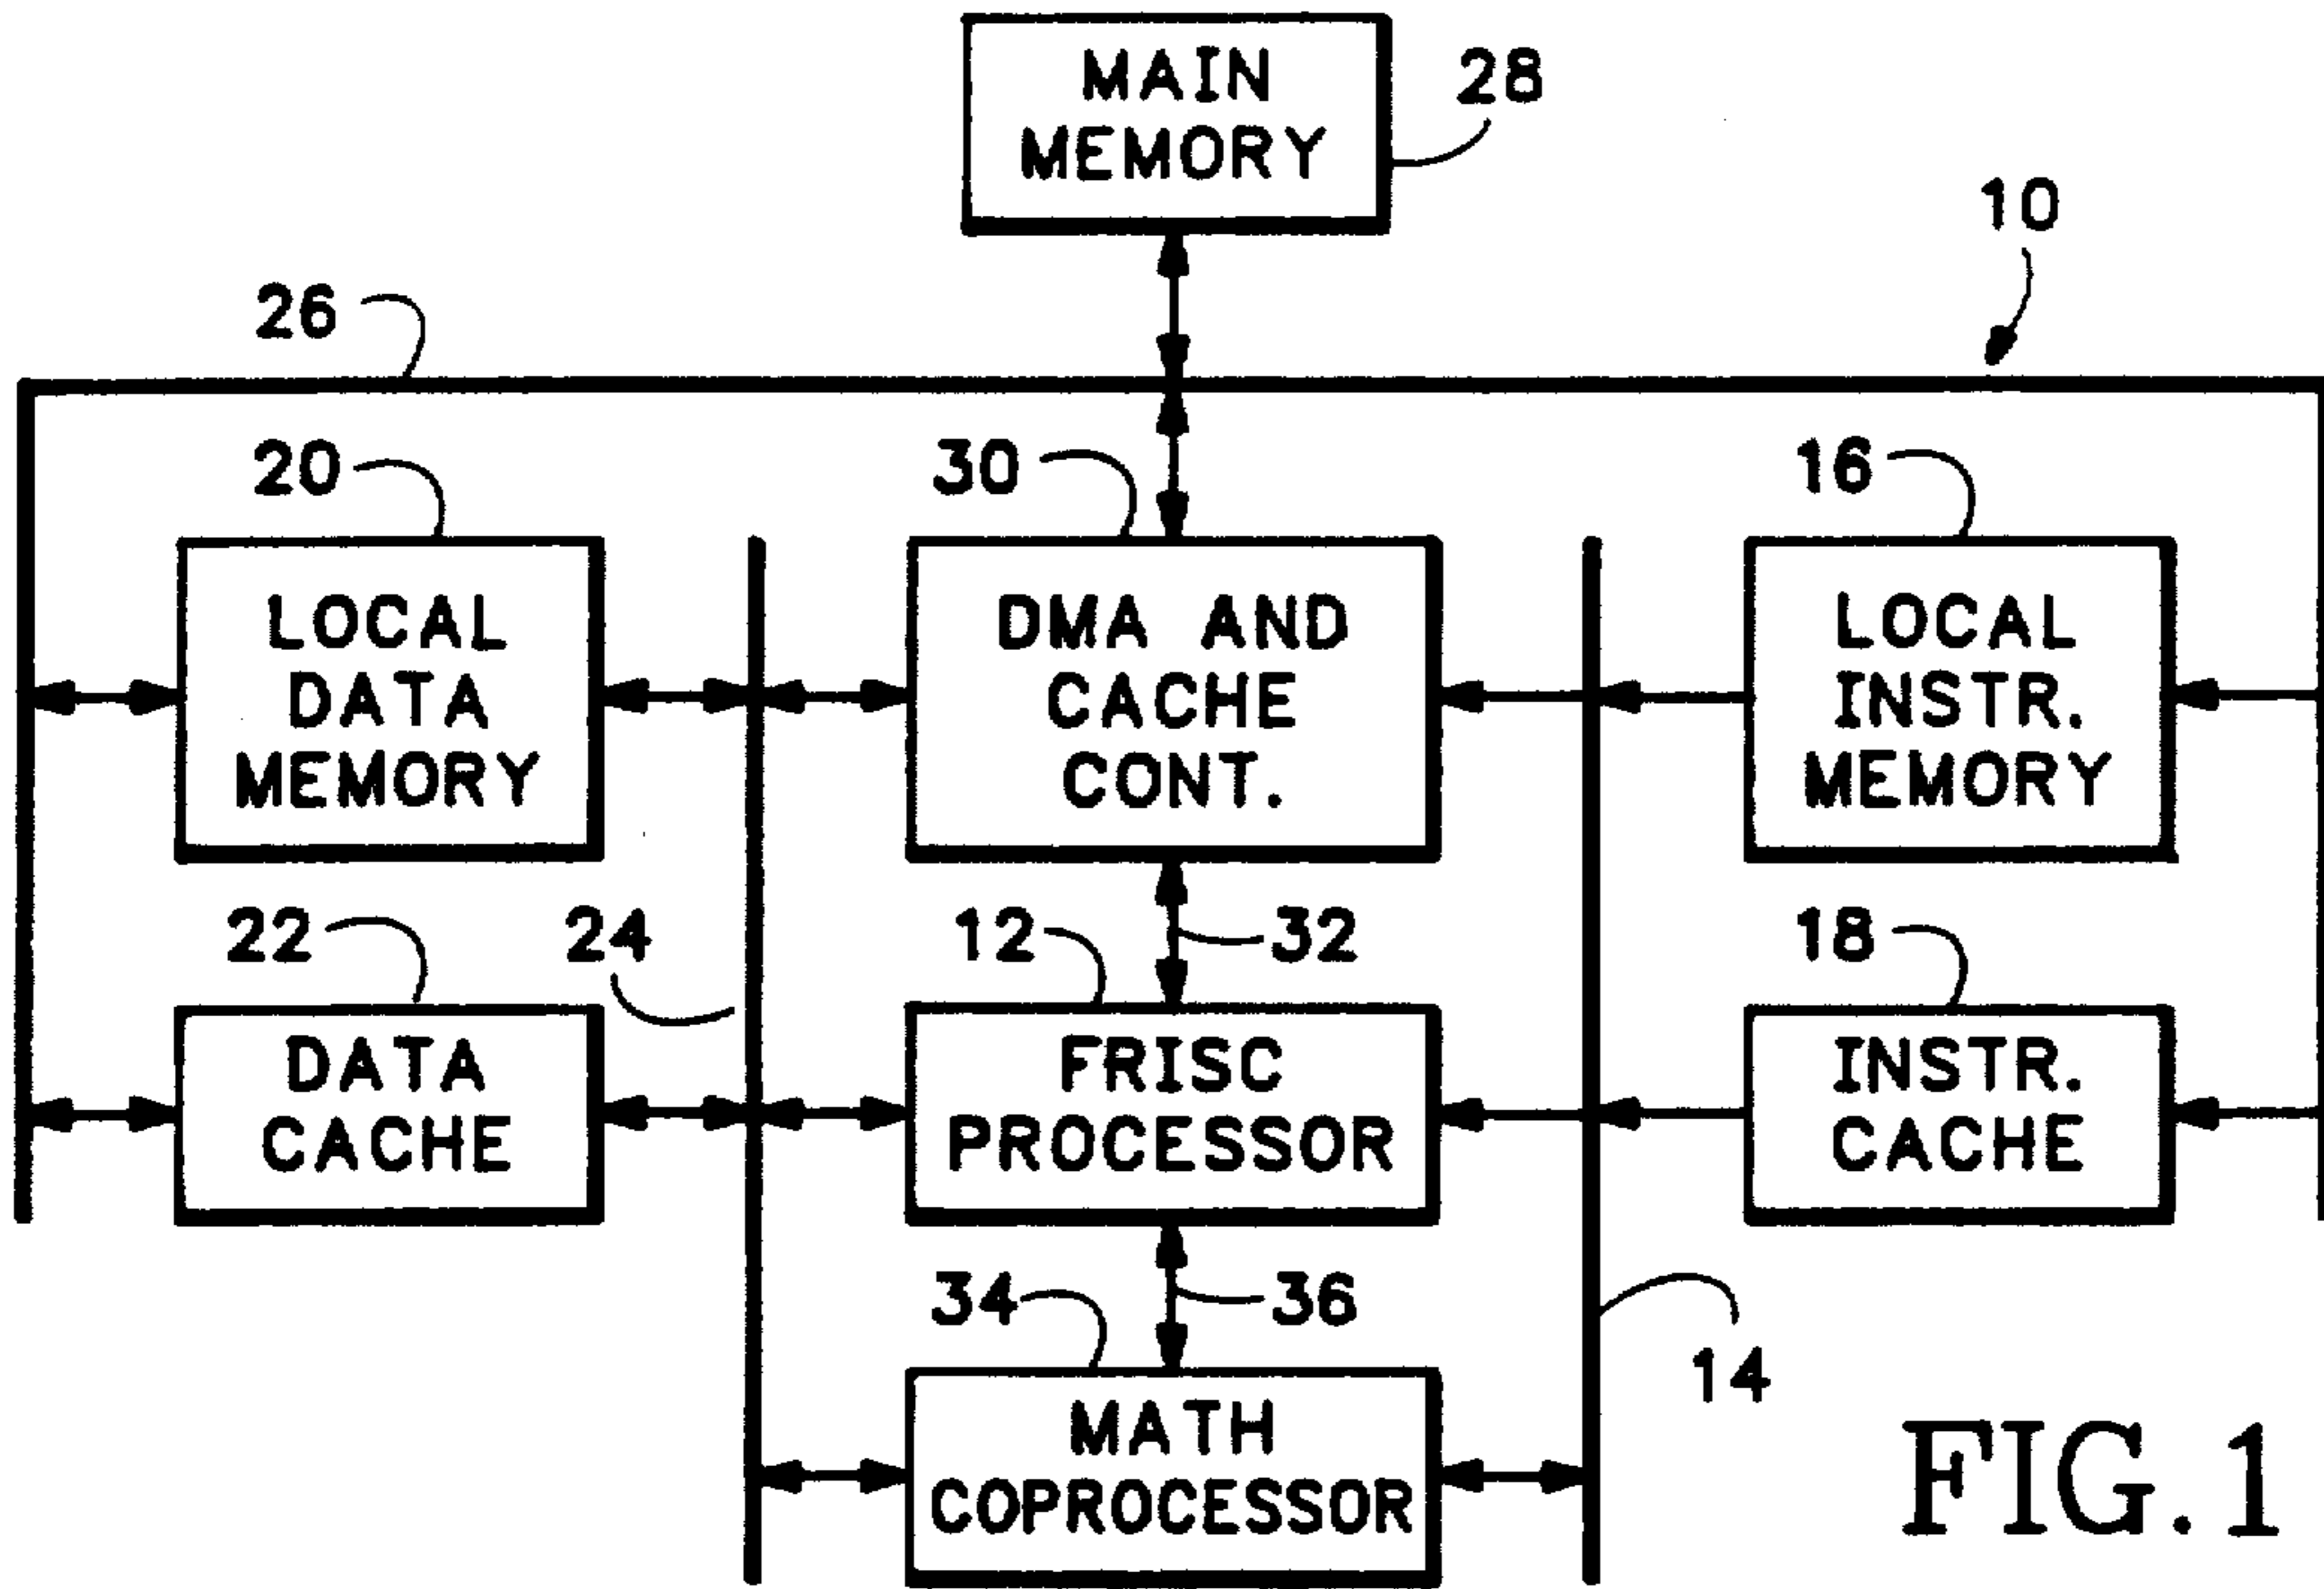 MAIN
MEMORY
28
10
26
20
30
16
LOCAL
DATA
MEMORY
DMA AND
CACHE
CONT.
LOCAL
INSTR.
MEMORY
22
24
12
32
18
DATA
CACHE
FRISC
PROCESSOR
INSTR.
CACHE
34
36
14
MATH
COPROCESSOR
FIG.1